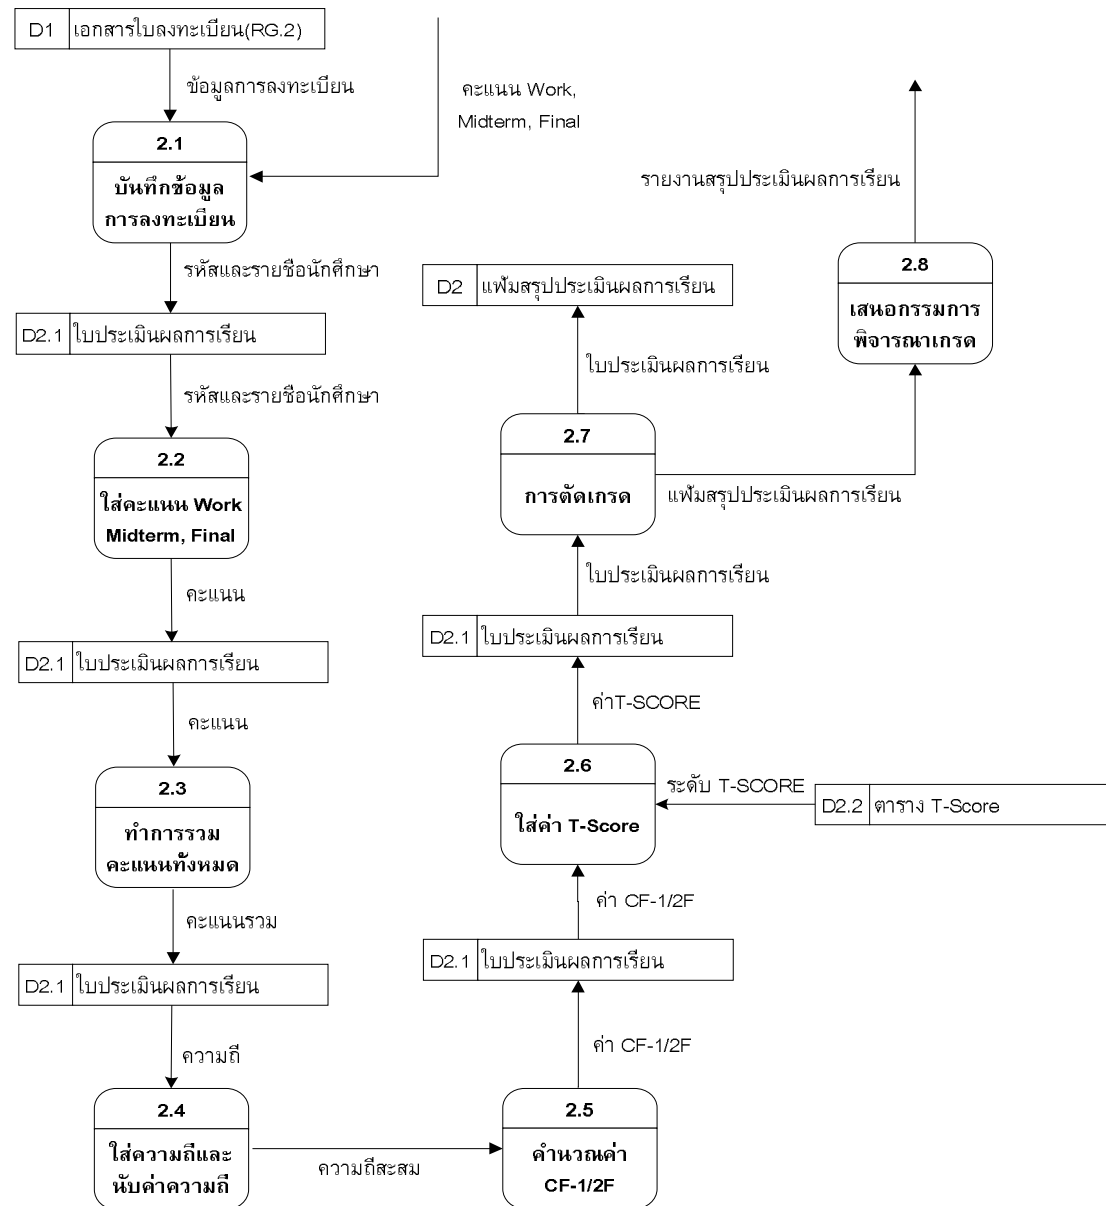 D1 เอกสารใบลงทะเบียน(RG.2)
ข้อมูลการลงทะเบียน
คะแนน Work,
Midterm, Final
2.1
บันทึกข้อมูล
การลงทะเบียน
รหัสและรายชือนักศึกษา
D2.1 ใบประเมินผลการเรียน
รหัสและรายชือนักศึกษา
2.2
ใส่คะแนน Work
Midterm, Final
คะแนน
D2.1 ใบประเมินผลการเรียน
คะแนน
2.3
ทำการรวม
คะแนนทังหมด
คะแนนรวม
D2.1 ใบประเมินผลการเรียน
ความถี
2.4
ใส่ความถีและ
นับค่าความถี
ความถีสะสม
2.5
คำนวณค่า
CF-1/2F
ค่า CF-1/2F
D2.1 ใบประเมินผลการเรียน
ค่า CF-1/2F
2.6
ใส่ค่า T-Score
ระดับ T-SCORE
D2.2 ตาราง T-Score
ค่าT-SCORE
D2.1 ใบประเมินผลการเรียน
ใบประเมินผลการเรียน
2.7
การตัดเกรด
ใบประเมินผลการเรียน
D2 แฟ้มสรุปประเมินผลการเรียน
แฟ้มสรุปประเมินผลการเรียน
2.8
เสนอกรรมการ
พิจารณาเกรด
รายงานสรุปประเมินผลการเรียน